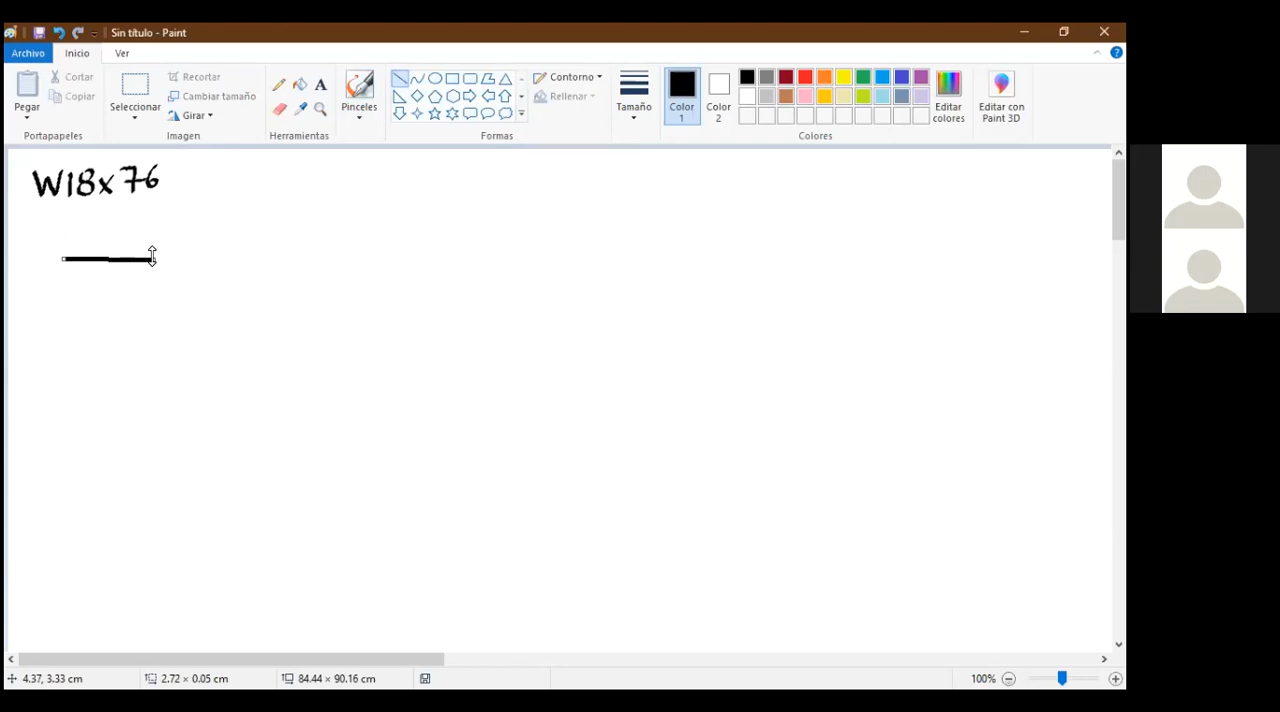 Sin título - Paint
Archivo Inicio Ver
Pegar
Cortar
Copiar
Portapapeles
Seleccionar
Recortar
Cambiar tamaño
Girar
Imagen
A
Herramientas
Pinceles
Contorno
Rellenar
Formas
Tamaño
Color
1
Color
2
Editar
colores
Colores
Editar con
Paint 3D
W18x76
4.37, 3.33 cm 2.72 × 0.05 cm 84.44 × 90.16 cm 100%